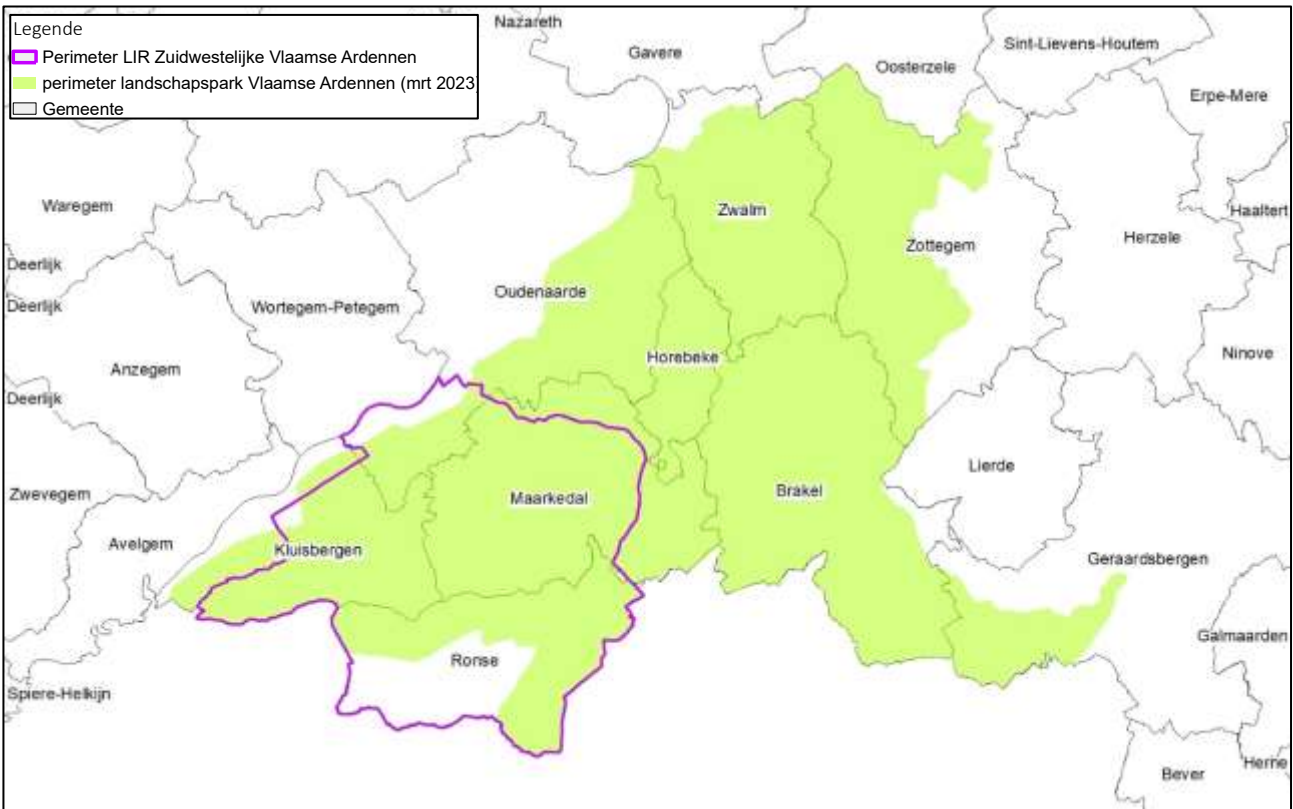 Legende
Perimeter LIR Zuidwestelijke Vlaamse Ardennen
perimeter landschapspark Vlaamse Ardennen (mrt 2023
Gemeente
Nazareth
Gavere
Sint-Lievens-Houtem
Oosterzele
Erpe-Mere
Waregem
Zwalm
Haaltert
Herzele
Zottegem
Deerlijk
Oudenaarde
Deerlijk
Wortegem-Petegem
Horebeke
Ninove
Anzegem
Deerlijk
Lierde
Zwevegem
Maarkedal
Brakel
Avelgem
Kluisbergen
Geraardsbergen
Galmaarden
Ronse
Spiere-Helkijn
Herne
Bever